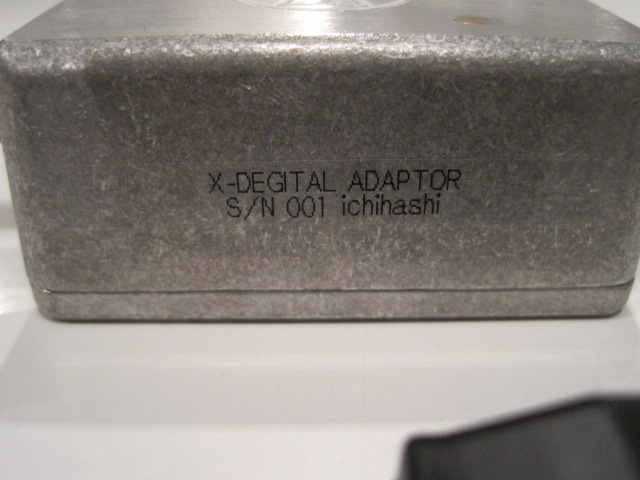 X-DEGITAL ADAPTOR
S/N 001 ichihashi